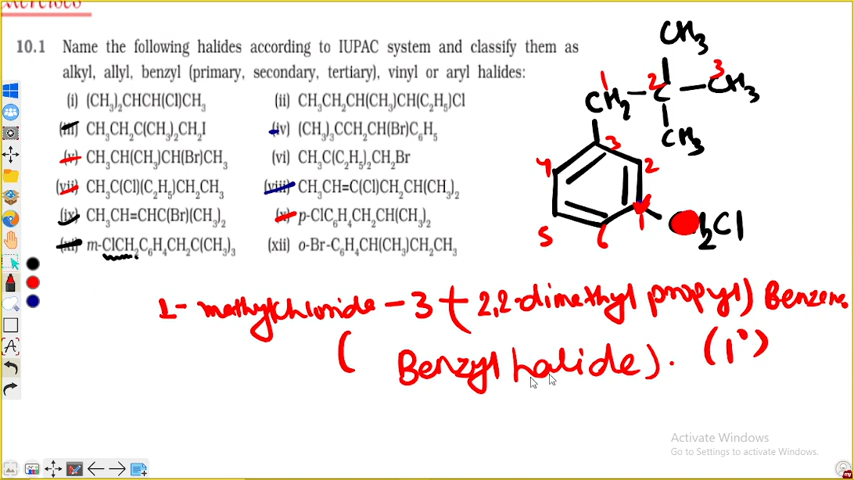 Exercises
10.1 Name the following halides according to IUPAC system and classify them as
alkyl, allyl, benzyl (primary, secondary, tertiary), vinyl or aryl halides:
(i) (CH₃)₂CHCH(Cl)CH₃ (ii) CH₃CH₂CH(CH₃)CH(C₂H₅)Cl
(iii) CH₃CH₂C(CH₃)₂CH₂I (iv) (CH₃)₃CCH₂CH(Br)C₆H₅
(v) CH₃CH(CH₃)CH(Br)CH₃ (vi) CH₃C(C₂H₅)₂CH₂Br
(vii) CH₃C(Cl)(C₂H₅)CH₂CH₃ (viii) CH₃CH=C(Cl)CH₂CH(CH₃)₂
(ix) CH₃CH=CHC(Br)(CH₃)₂ (x) p-ClC₆H₄CH₂CH(CH₃)₂
(xi) m-ClCH₂C₆H₄CH₂C(CH₃)₃ (xii) o-Br-C₆H₄CH(CH₃)CH₂CH₃
CH₃
1 2 3
CH₂-C-CH₃
CH₃
3
4 2
1
5 6
CH₂Cl
1-methylchloride-3-(2,2-dimethyl propyl) Benzene
(Benzyl halide). (1°)
Activate Windows
Go to Settings to activate Windows.
A